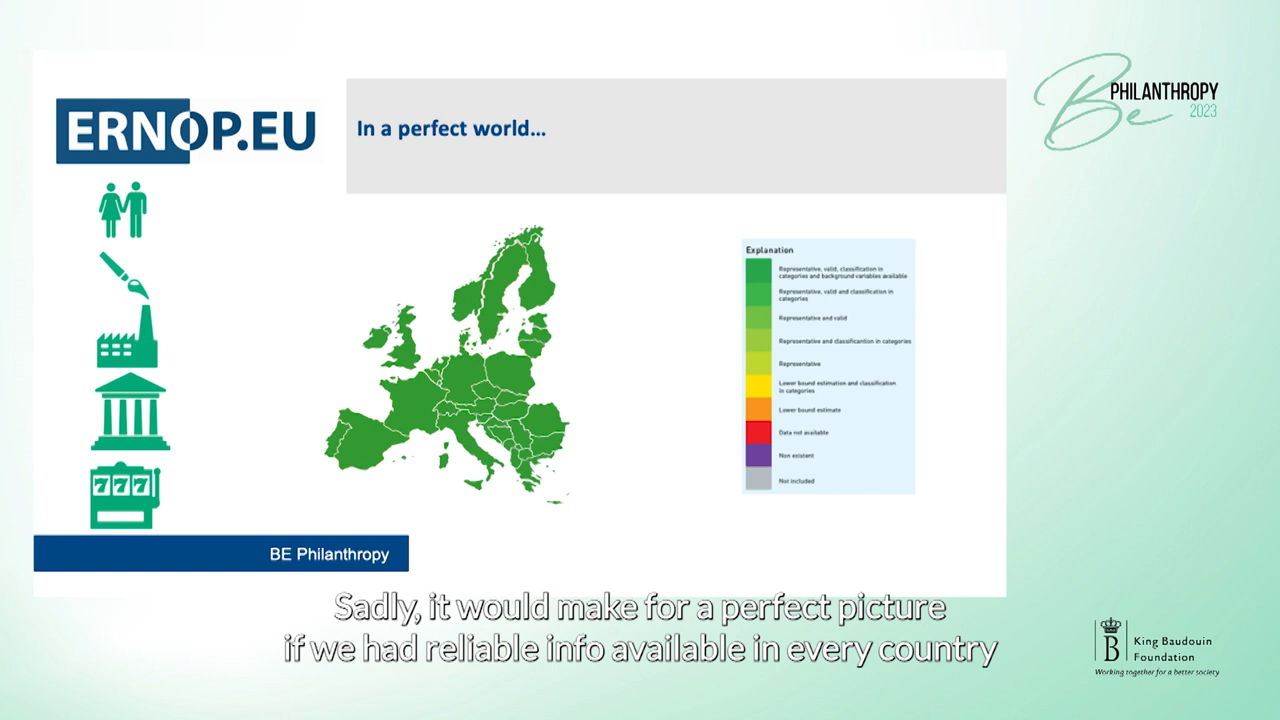 ERNOP.EU
In a perfect world...
Be
PHILANTHROPY
2023
Explanation
Representative, valid, classification in
categories and background variables available
Representative, valid and classification in
categories
Representative and valid
Representative and classificantion in categories
Representative
Lower bound estimation and classification
in categories
Lower bound estimate
Data not available
Non existent
Not included
777
BE Philanthropy
Sadly, it would make for a perfect picture
if we had reliable info available in every country
B
King Baudouin
Foundation
Working together for a better society